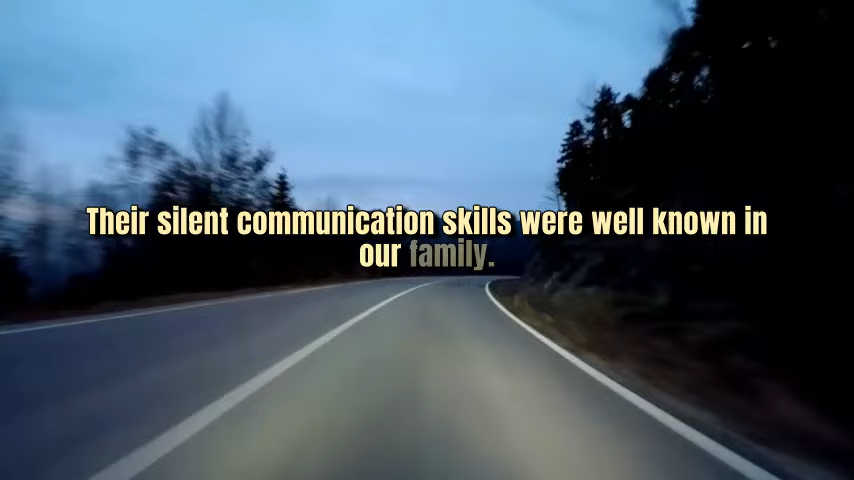 Their silent communication skills were well known in
our family.